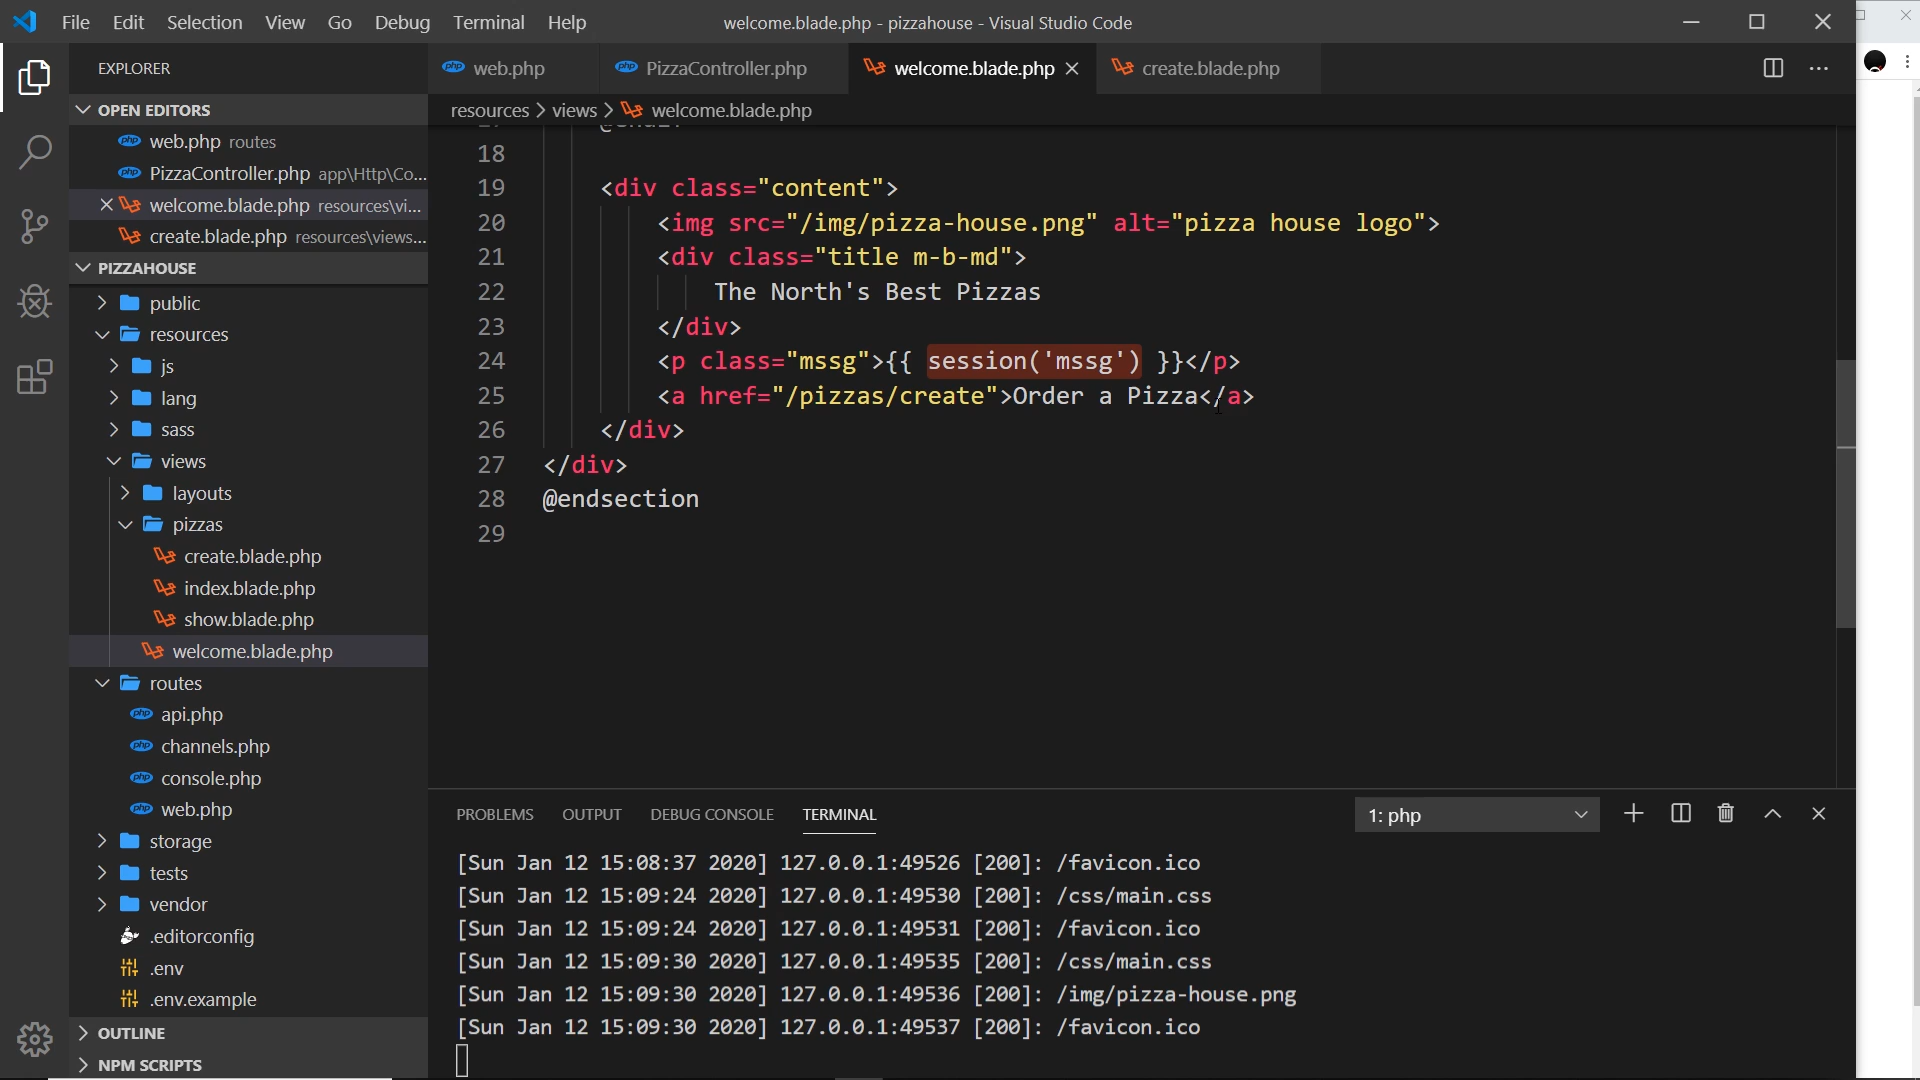 File Edit Selection View Go Debug Terminal Help
welcome.blade.php - pizzahouse - Visual Studio Code
EXPLORER
OPEN EDITORS
web.php routes
PizzaController.php app\Http\Co...
welcome.blade.php resources\vi...
create.blade.php resources\views...
PIZZAHOUSE
public
resources
js
lang
sass
views
layouts
pizzas
create.blade.php
index.blade.php
show.blade.php
welcome.blade.php
routes
api.php
channels.php
console.php
web.php
storage
tests
vendor
.editorconfig
.env
.env.example
OUTLINE
NPM SCRIPTS
web.php PizzaController.php welcome.blade.php create.blade.php
resources > views > welcome.blade.php
18
19 <div class="content">
20 <img src="/img/pizza-house.png" alt="pizza house logo">
21 <div class="title m-b-md">
22 The North's Best Pizzas
23 </div>
24 <p class="mssg">{{ session('mssg') }}</p>
25 <a href="/pizzas/create">Order a Pizza</a>
26 </div>
27 </div>
28 @endsection
29
PROBLEMS OUTPUT DEBUG CONSOLE TERMINAL
1: php
[Sun Jan 12 15:08:37 2020] 127.0.0.1:49526 [200]: /favicon.ico
[Sun Jan 12 15:09:24 2020] 127.0.0.1:49530 [200]: /css/main.css
[Sun Jan 12 15:09:24 2020] 127.0.0.1:49531 [200]: /favicon.ico
[Sun Jan 12 15:09:30 2020] 127.0.0.1:49535 [200]: /css/main.css
[Sun Jan 12 15:09:30 2020] 127.0.0.1:49536 [200]: /img/pizza-house.png
[Sun Jan 12 15:09:30 2020] 127.0.0.1:49537 [200]: /favicon.ico